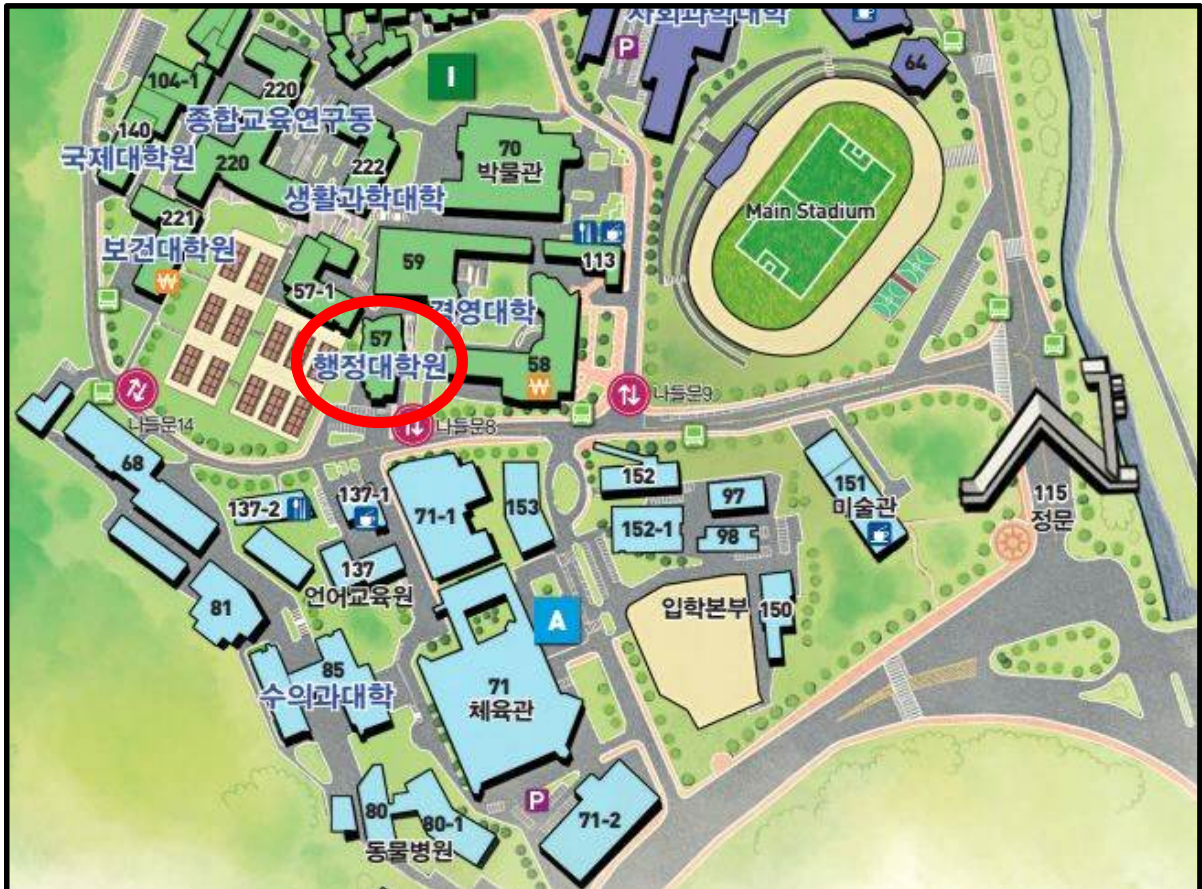 사회과학대학
P
64
I
104-1
220
종합교육연구동
140
국제대학원
220
222
생활과학대학
70
박물관
Main Stadium
221
보건대학원
₩
59
113
57-1
경영대학
57
행정대학원
58
₩
나들문9
나들문14
나들문8
68
152
151
미술관
115
정문
137-2
137-1
71-1
153
97
152-1
98
137
언어교육원
81
A
입학본부
150
85
수의과대학
71
체육관
P
80
80-1
동물병원
71-2